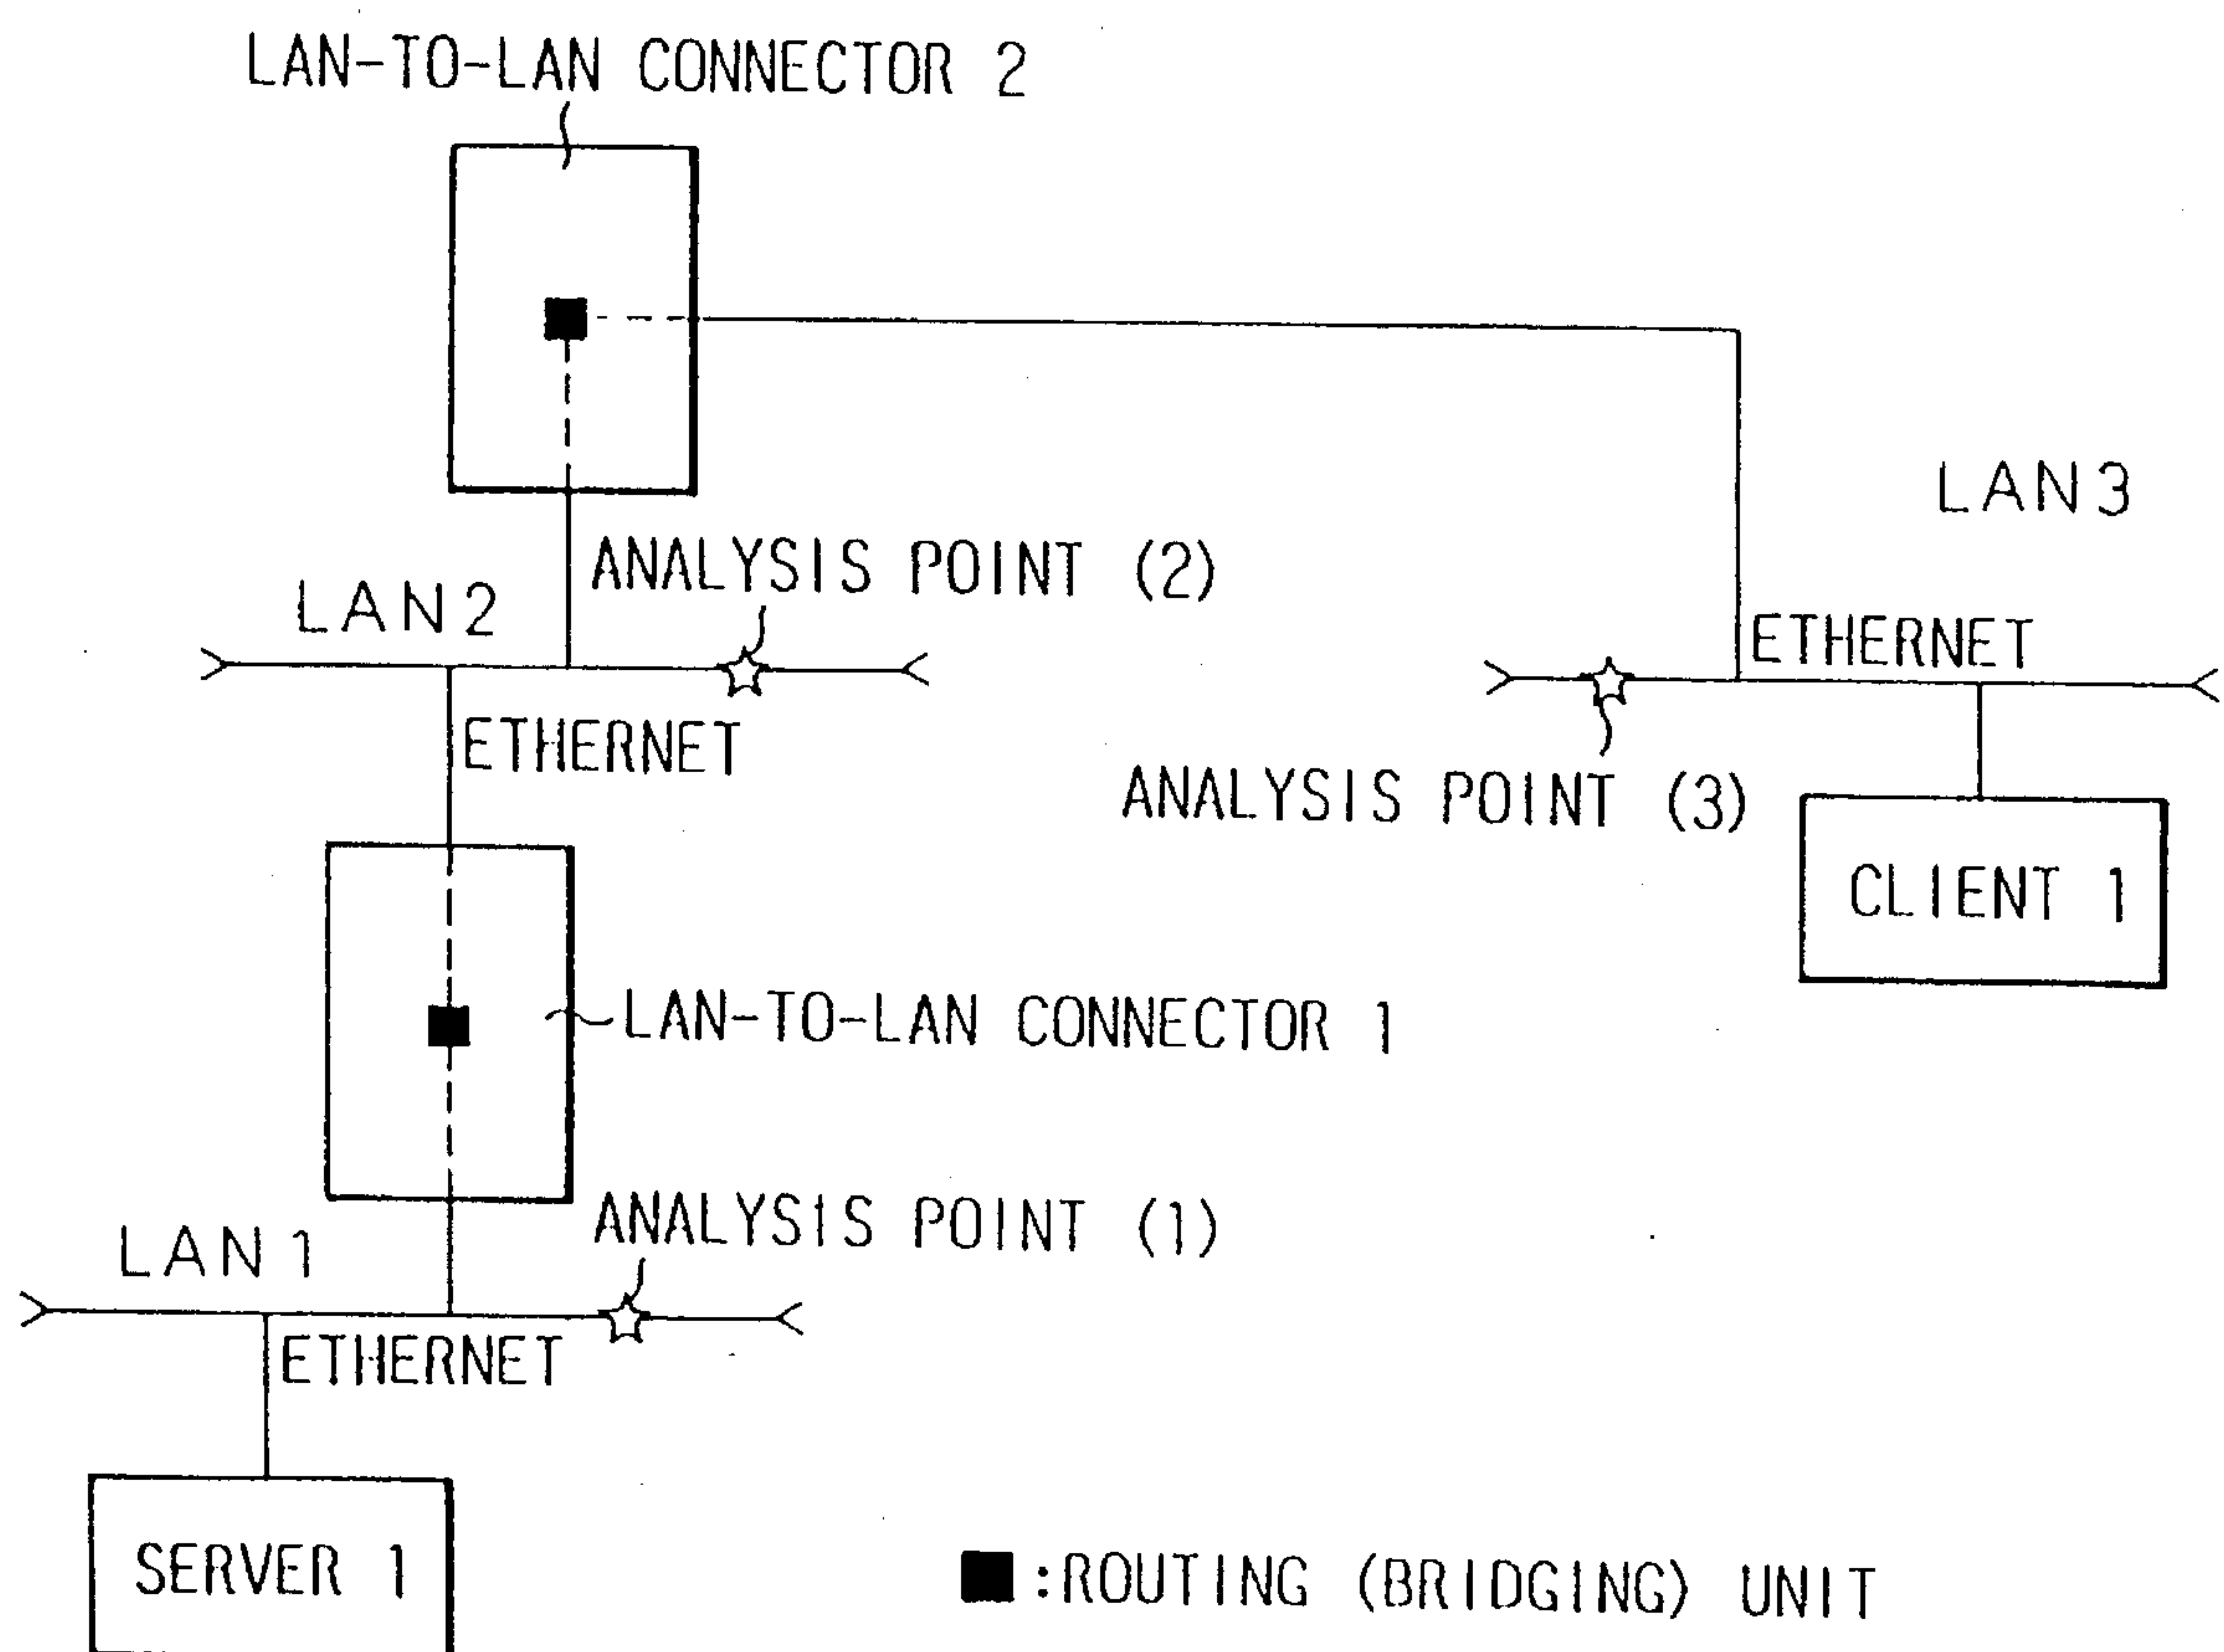 LAN-TO-LAN CONNECTOR 2
LAN3
ANALYSIS POINT (2)
LAN2
ETHERNET
ETHERNET
ANALYSIS POINT (3)
CLIENT 1
LAN-TO-LAN CONNECTOR 1
ANALYSIS POINT (1)
LAN1
ETHERNET
SERVER 1
:ROUTING (BRIDGING) UNIT